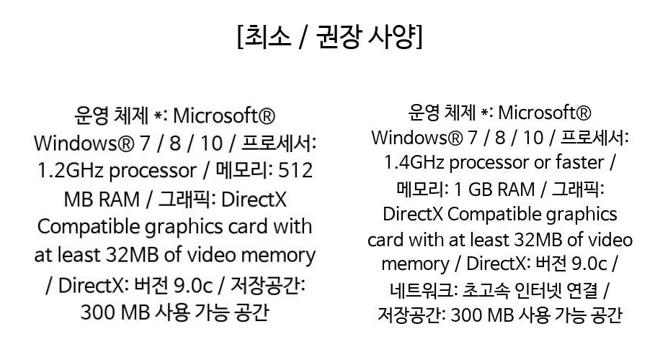 [최소 / 권장 사양]
운영 체제 *: Microsoft®
Windows® 7 / 8 / 10 / 프로세서:
1.2GHz processor / 메모리: 512
MB RAM / 그래픽: DirectX
Compatible graphics card with
at least 32MB of video memory
/ DirectX: 버전 9.0c / 저장공간:
300 MB 사용 가능 공간
운영 체제 *: Microsoft®
Windows® 7 / 8 / 10 / 프로세서:
1.4GHz processor or faster /
메모리: 1 GB RAM / 그래픽:
DirectX Compatible graphics
card with at least 32MB of video
memory / DirectX: 버전 9.0c /
네트워크: 초고속 인터넷 연결 /
저장공간: 300 MB 사용 가능 공간